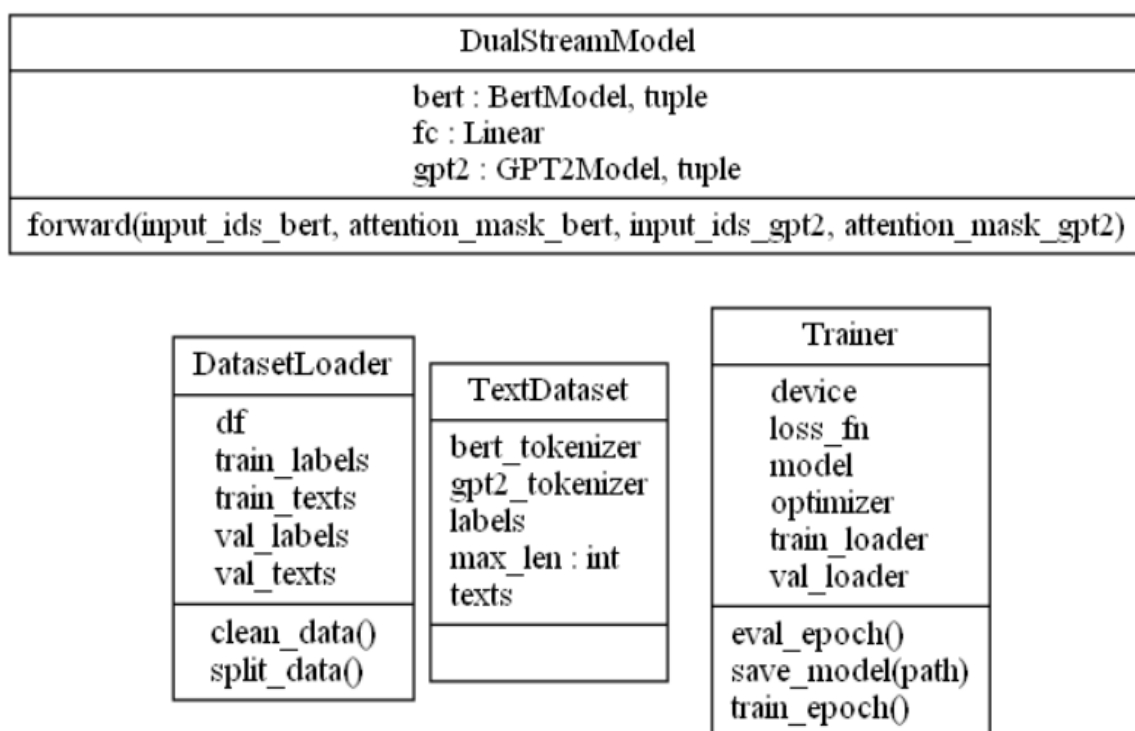 DualStreamModel
bert : BertModel, tuple
fc : Linear
gpt2 : GPT2Model, tuple
forward(input_ids_bert, attention_mask_bert, input_ids_gpt2, attention_mask_gpt2)
DatasetLoader
df
train_labels
train_texts
val_labels
val_texts
clean_data()
split_data()
TextDataset
bert_tokenizer
gpt2_tokenizer
labels
max_len : int
texts
Trainer
device
loss_fn
model
optimizer
train_loader
val_loader
eval_epoch()
save_model(path)
train_epoch()